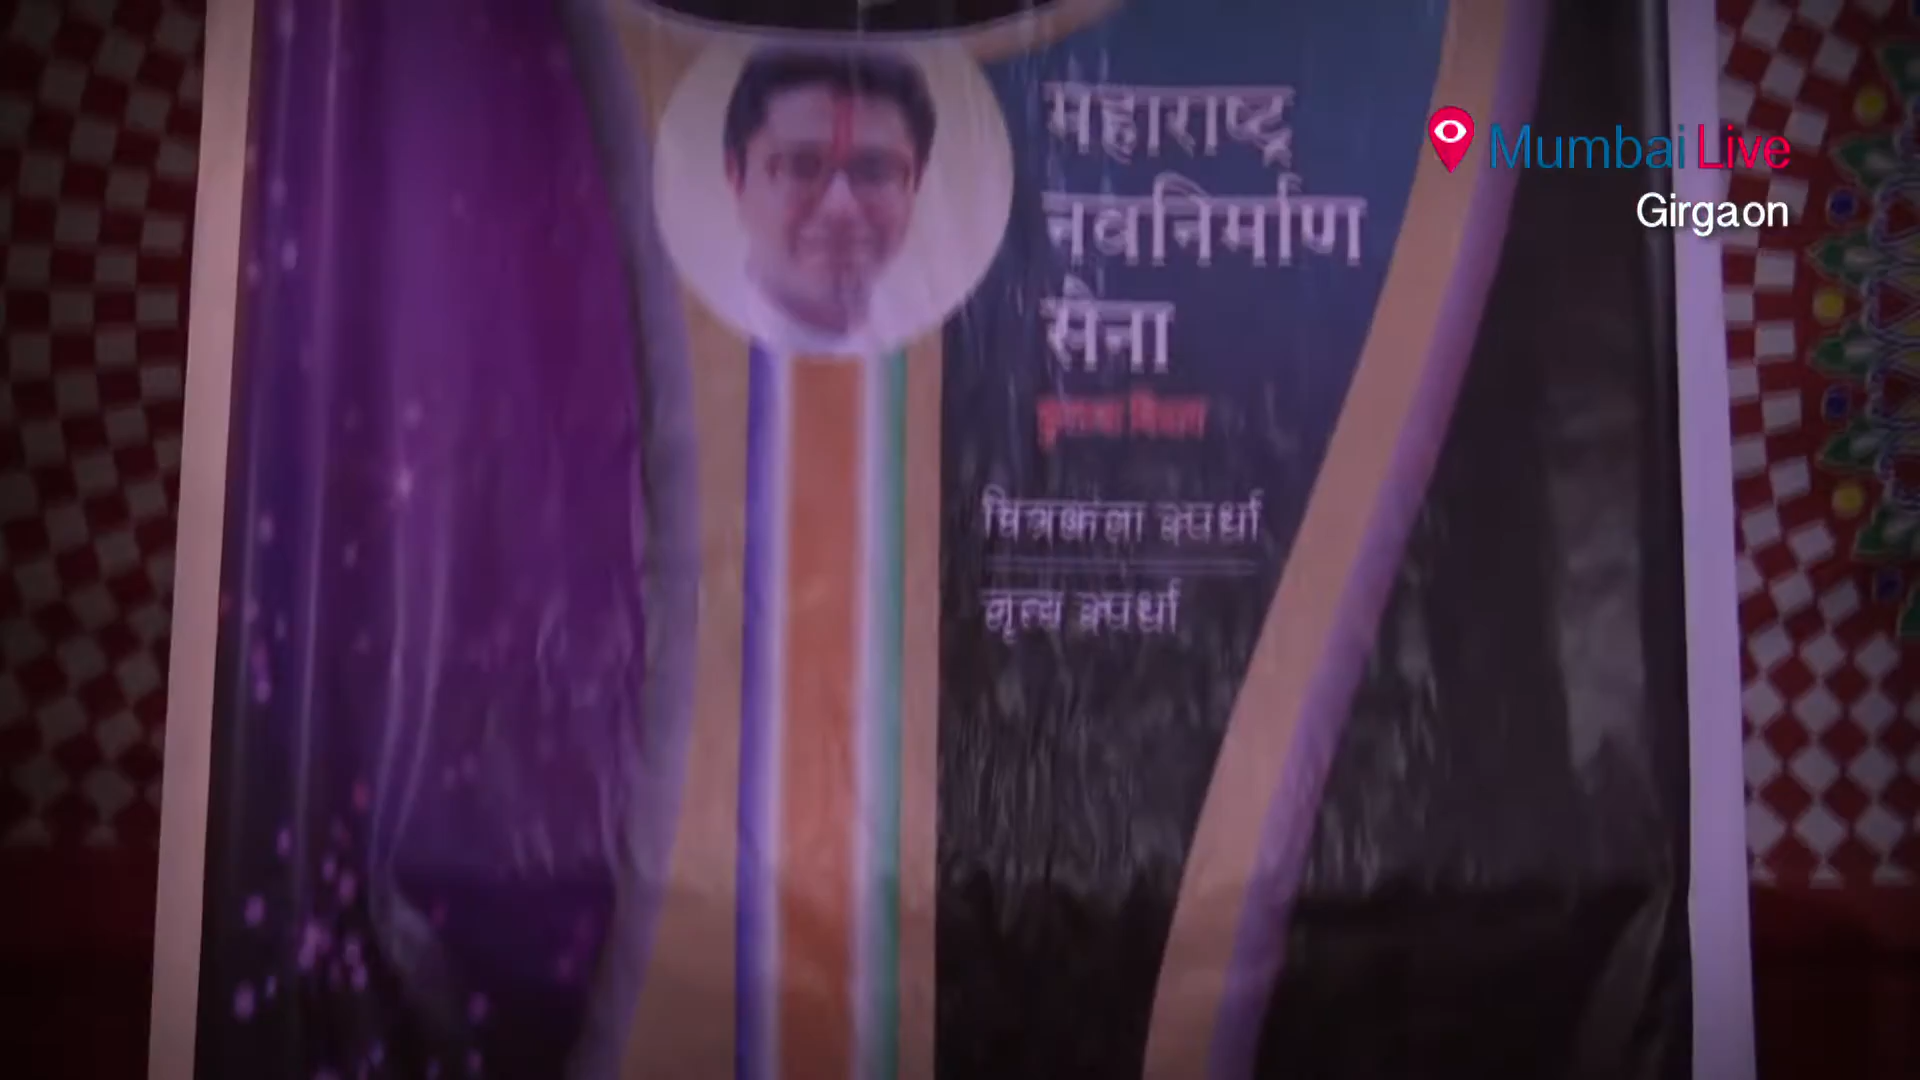 Mumbai Live
Girgaon
महाराष्ट्र
नवनिर्माण
सेना
चित्रकला स्पर्धा
नृत्य स्पर्धा